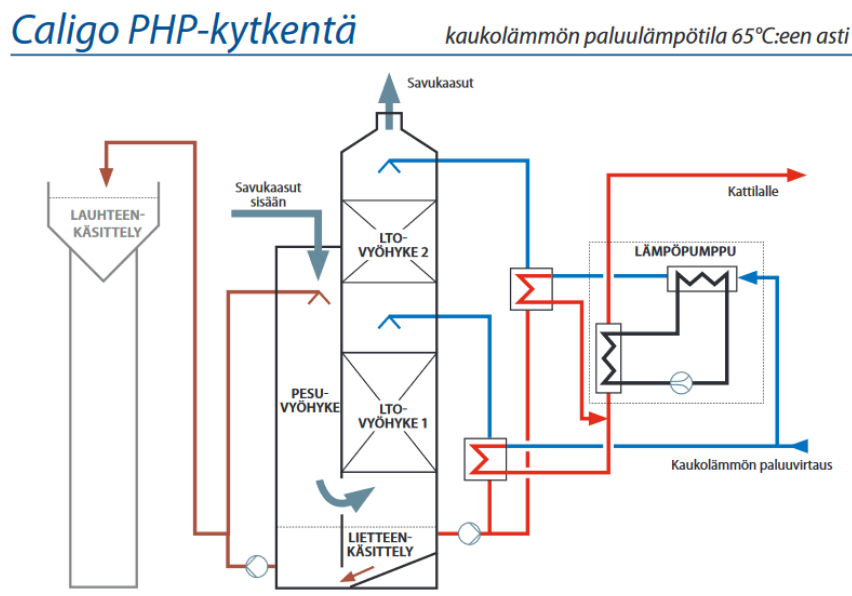 Caligo PHP-kytkentä
kaukolämmön paluulämpötila 65°C:een asti
Savukaasut
Savukaasut
sisään
Kattilalle
LAUHTEEN-
KÄSITTELY
LTO-
VYÖHYKE 2
LÄMPÖPUMPPU
PESU-
VYÖHYKE
LTO-
VYÖHYKE 1
Kaukolämmön paluuvirtaus
LIETTEEN-
KÄSITTELY